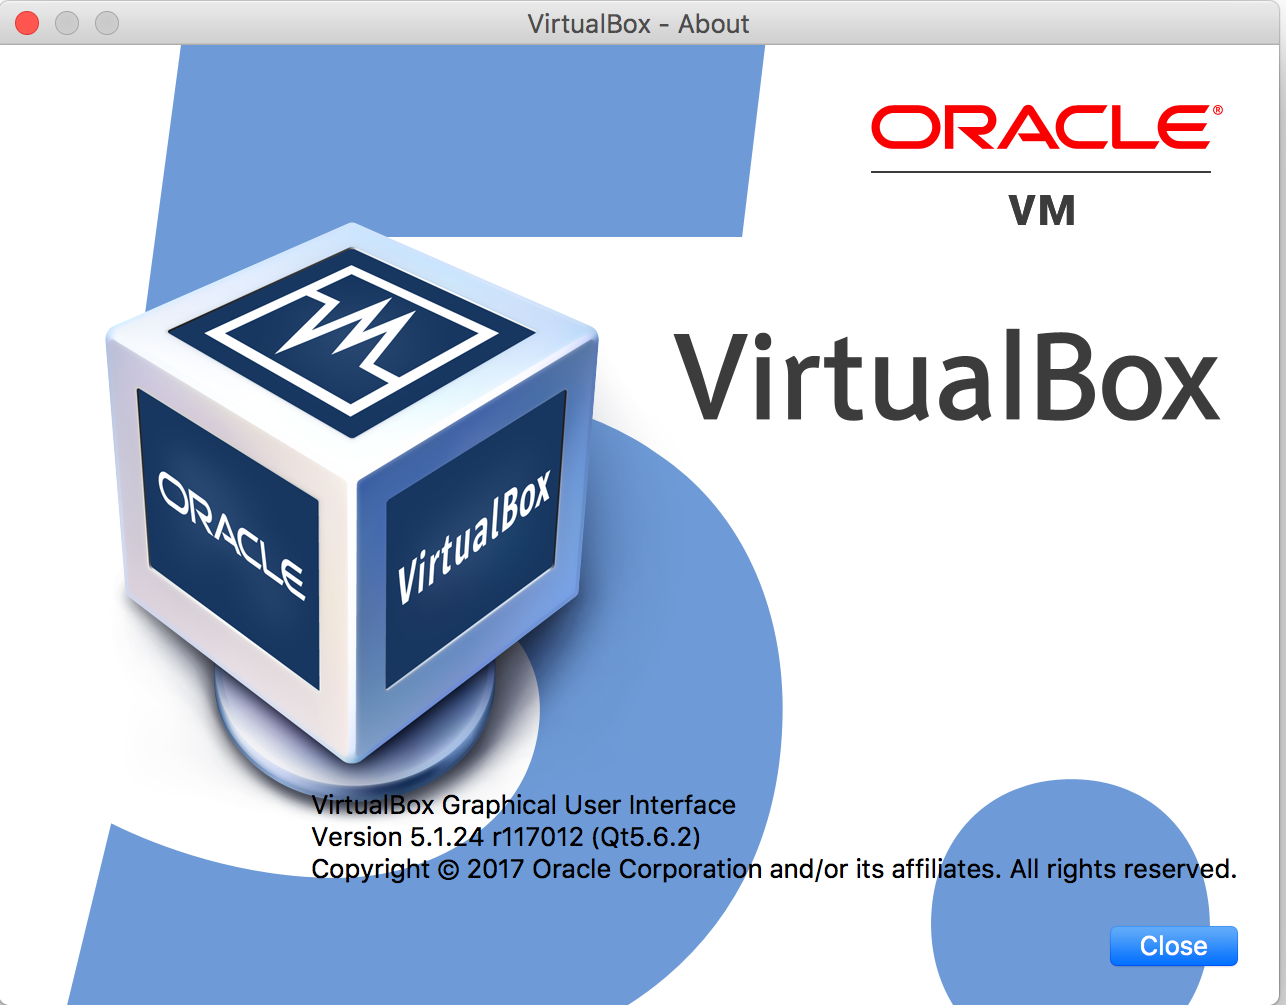 VirtualBox - About
ORACLE®
VM
VirtualBox
ORACLE
VirtualBox
VirtualBox Graphical User Interface
Version 5.1.24 r117012 (Qt5.6.2)
Copyright © 2017 Oracle Corporation and/or its affiliates. All rights reserved.
Close